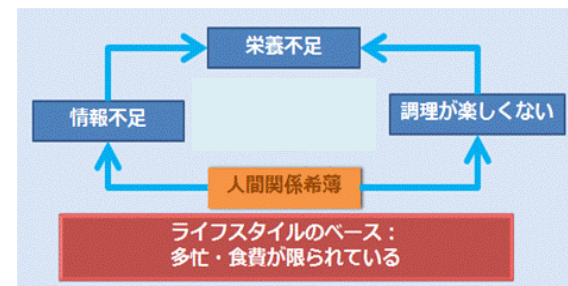 栄養不足
情報不足
調理が楽しくない
人間関係希薄
ライフスタイルのベース：
多忙・食費が限られている